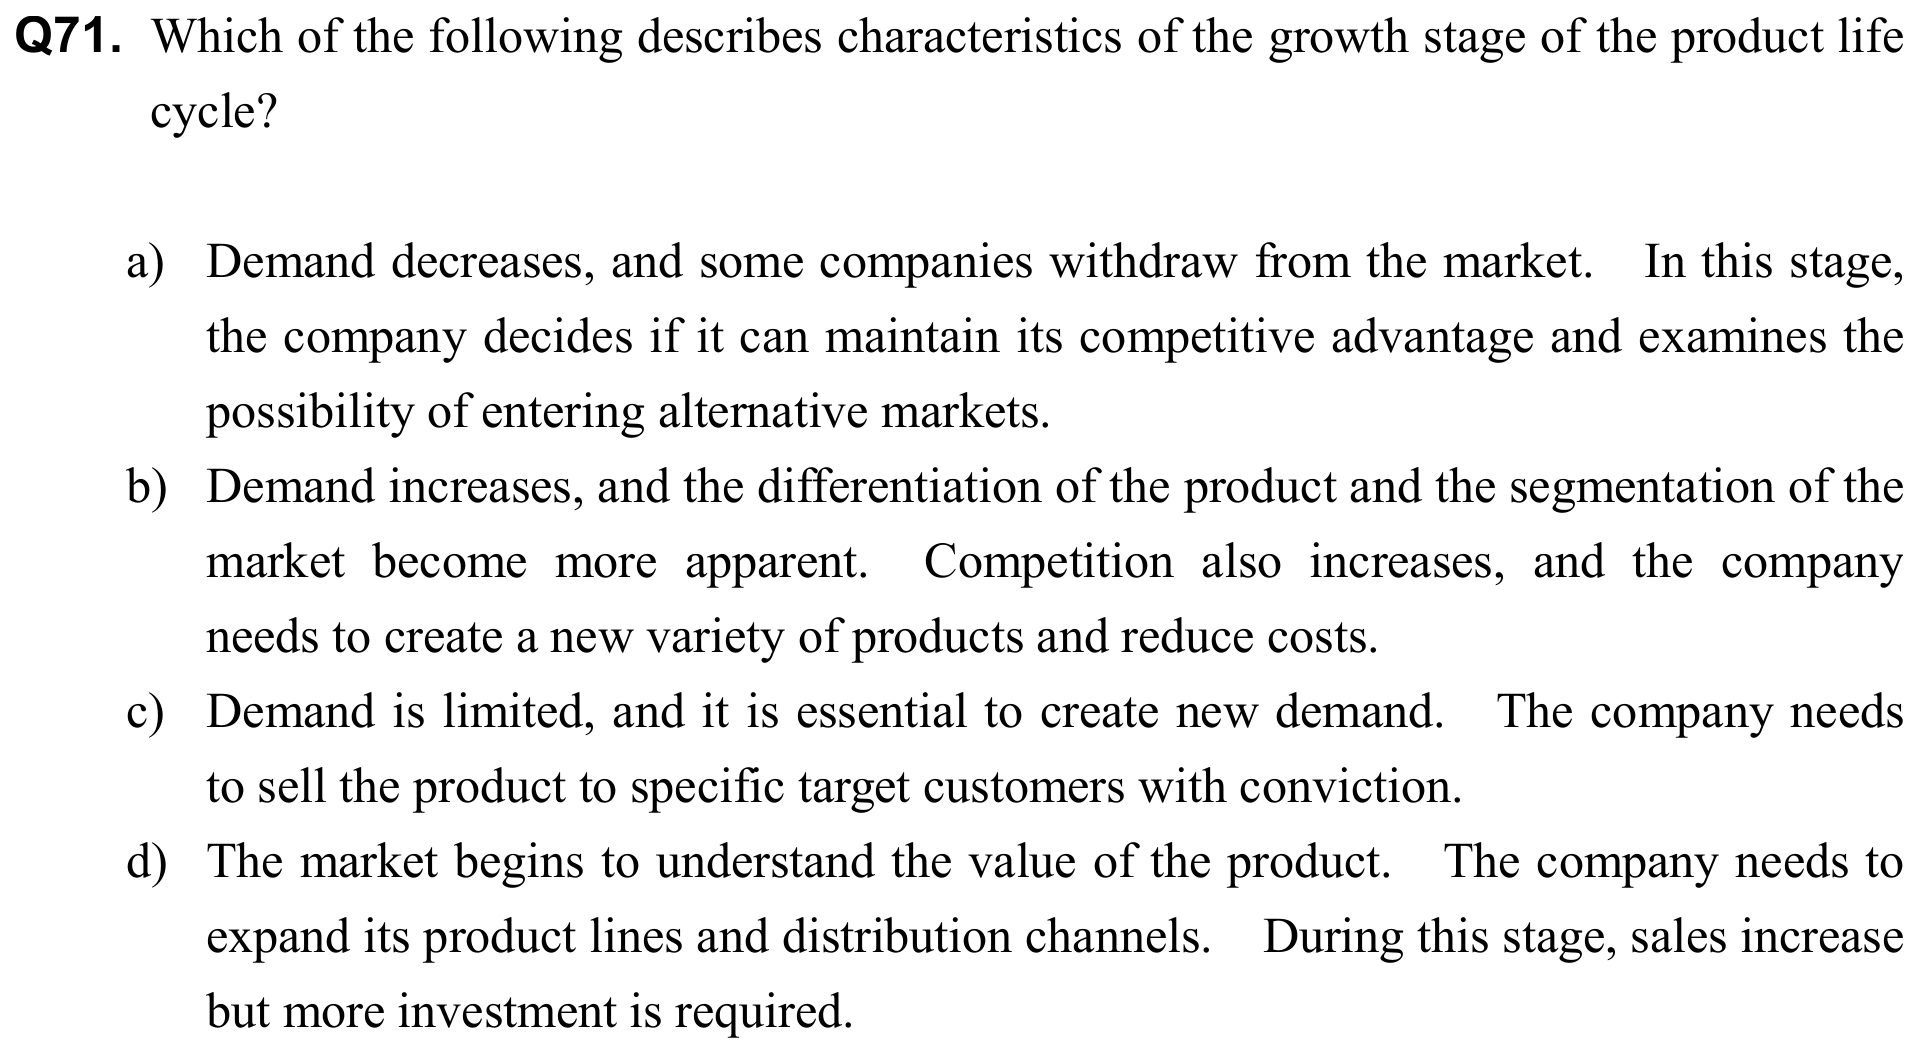 Q71. Which of the following describes characteristics of the growth stage of the product life
cycle?
a) Demand decreases, and some companies withdraw from the market. In this stage,
the company decides if it can maintain its competitive advantage and examines the
possibility of entering alternative markets.
b) Demand increases, and the differentiation of the product and the segmentation of the
market become more apparent. Competition also increases, and the company
needs to create a new variety of products and reduce costs.
c) Demand is limited, and it is essential to create new demand. The company needs
to sell the product to specific target customers with conviction.
d) The market begins to understand the value of the product. The company needs to
expand its product lines and distribution channels. During this stage, sales increase
but more investment is required.